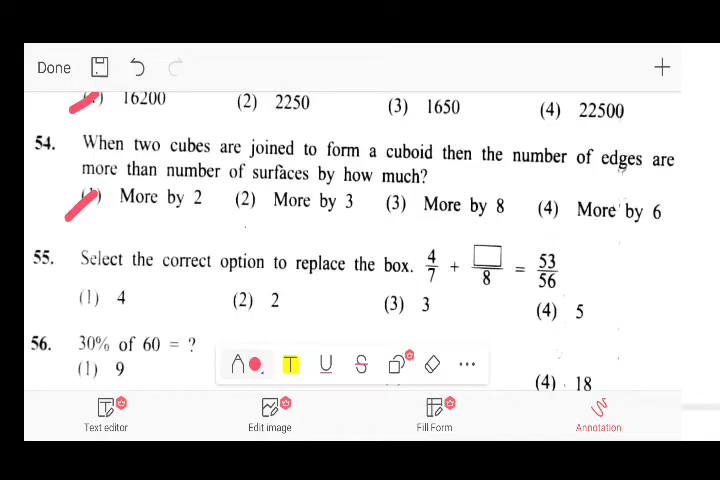 Done
16200 (2) 2250 (3) 1650 (4) 22500
54. When two cubes are joined to form a cuboid then the number of edges are
more than number of surfaces by how much?
More by 2 (2) More by 3 (3) More by 8 (4) More by 6
55. Select the correct option to replace the box. 4/7 + □/8 = 53/56
(1) 4 (2) 2 (3) 3 (4) 5
56. 30% of 60 = ?
(1) 9 (4) 18
T U S
Text editor Edit image Fill Form Annotation